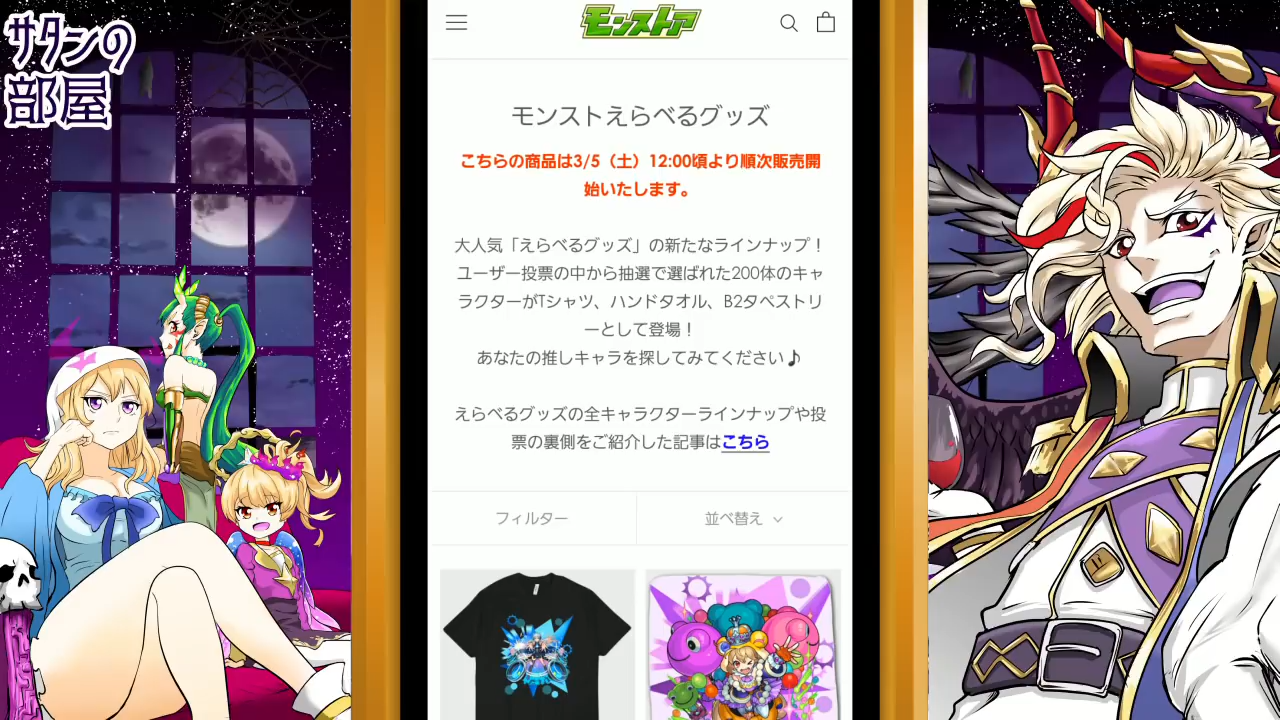 サタンの
部屋
モンストア
モンストえらべるグッズ
こちらの商品は3/5（土）12:00頃より順次販売開
始いたします。
大人気「えらべるグッズ」の新たなラインナップ！
ユーザー投票の中から抽選で選ばれた200体のキャ
ラクターがTシャツ、ハンドタオル、B2タペストリ
ーとして登場！
あなたの推しキャラを探してみてください♪
えらべるグッズの全キャラクターラインナップや投
票の裏側をご紹介した記事はこちら
フィルター
並べ替え